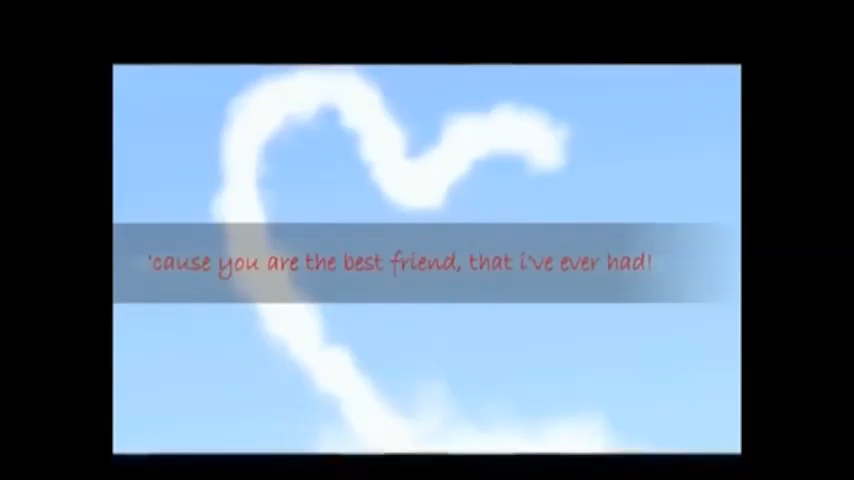 'cause you are the best friend, that i've ever had!